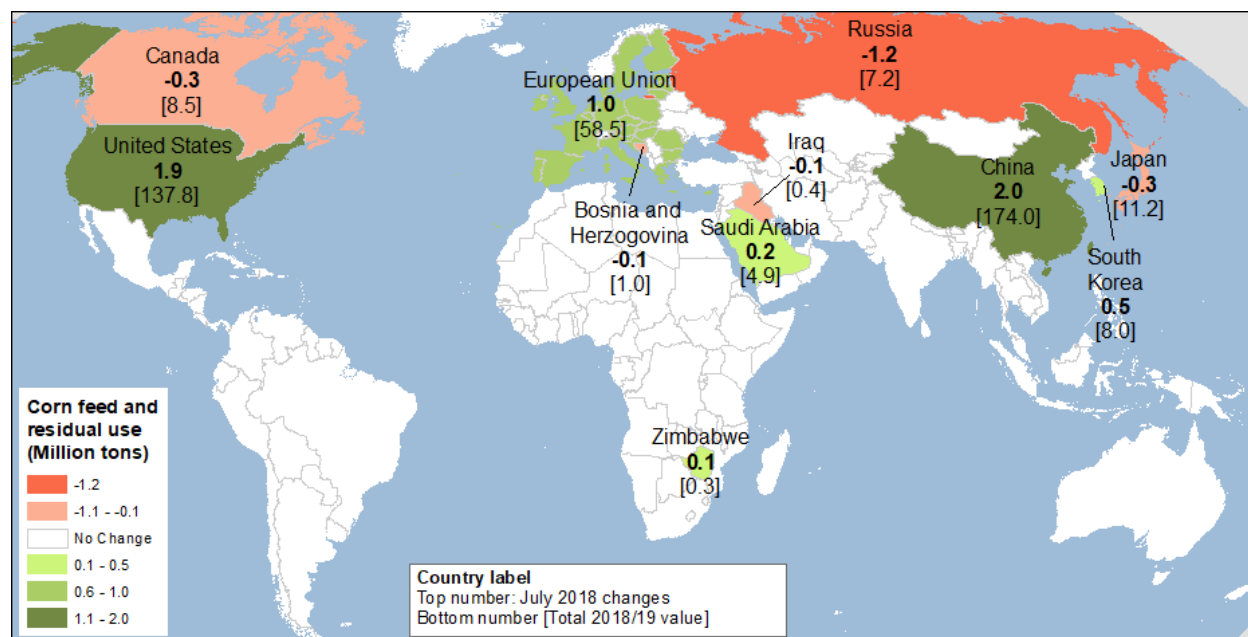 Canada
-0.3
[8.5]
United States
1.9
[137.8]
European Union
1.0
[58.5]
Russia
-1.2
[7.2]
Iraq
-0.1
[0.4]
China
2.0
[174.0]
Japan
-0.3
[11.2]
Bosnia and
Herzogovina
-0.1
[1.0]
Saudi Arabia
0.2
[4.9]
South
Korea
0.5
[8.0]
Zimbabwe
0.1
[0.3]
Corn feed and
residual use
(Million tons)
-1.2
-1.1 - -0.1
No Change
0.1 - 0.5
0.6 - 1.0
1.1 - 2.0
Country label
Top number: July 2018 changes
Bottom number [Total 2018/19 value]